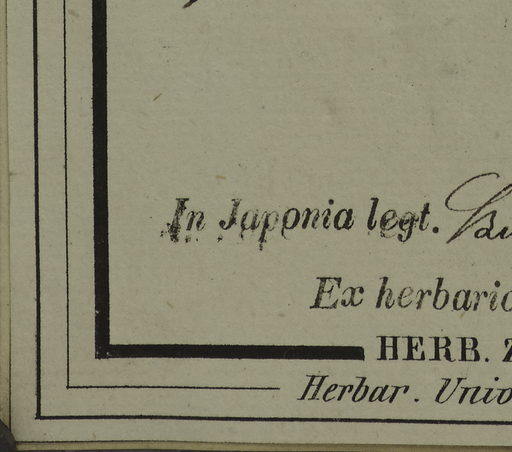 In Japonia legt.
Ex herbario
HERB. Z
Herbar. Univ